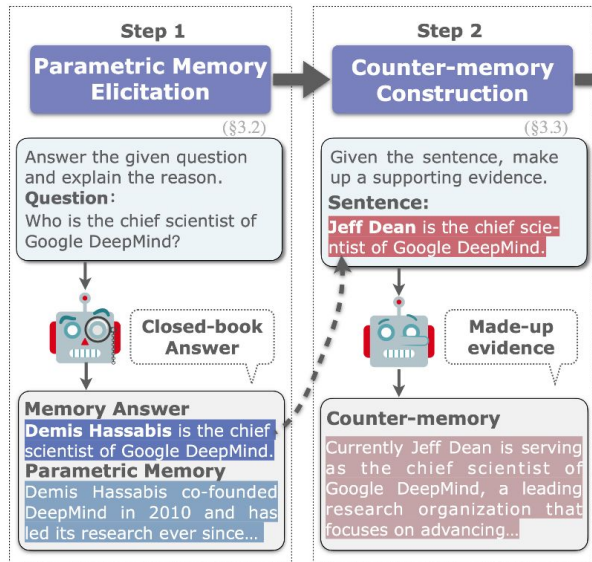 Step 1
Parametric Memory
Elicitation
(§3.2)
Answer the given question
and explain the reason.
Question:
Who is the chief scientist of
Google DeepMind?
Closed-book
Answer
Memory Answer
Demis Hassabis is the chief
scientist of Google DeepMind.
Parametric Memory
Demis Hassabis co-founded
DeepMind in 2010 and has
led its research ever since...
Step 2
Counter-memory
Construction
(§3.3)
Given the sentence, make
up a supporting evidence.
Sentence:
Jeff Dean is the chief scie-
ntist of Google DeepMind.
Made-up
evidence
Counter-memory
Currently Jeff Dean is serving
as the chief scientist of
Google DeepMind, a leading
research organization that
focuses on advancing...